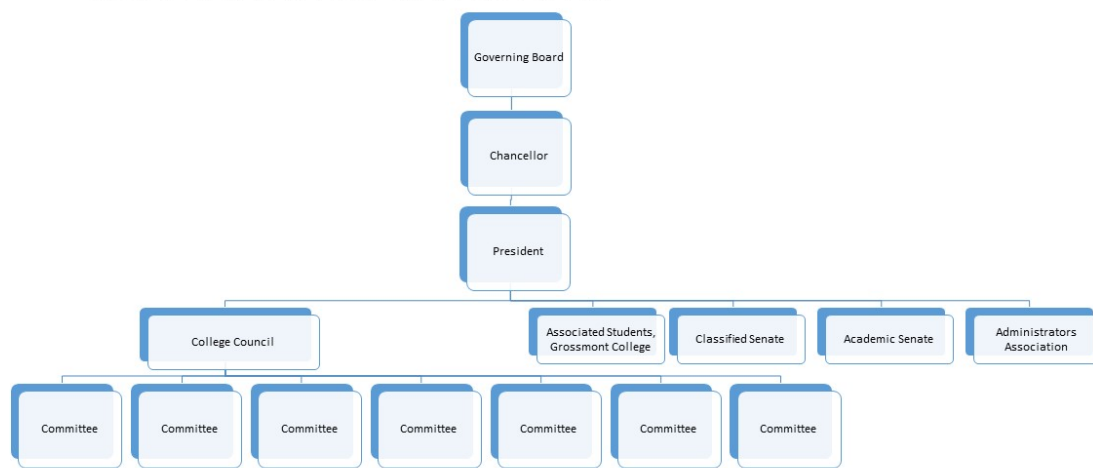 Governing Board
Chancellor
President
College Council
Associated Students,
Grossmont College
Classified Senate
Academic Senate
Administrators
Association
Committee
Committee
Committee
Committee
Committee
Committee
Committee